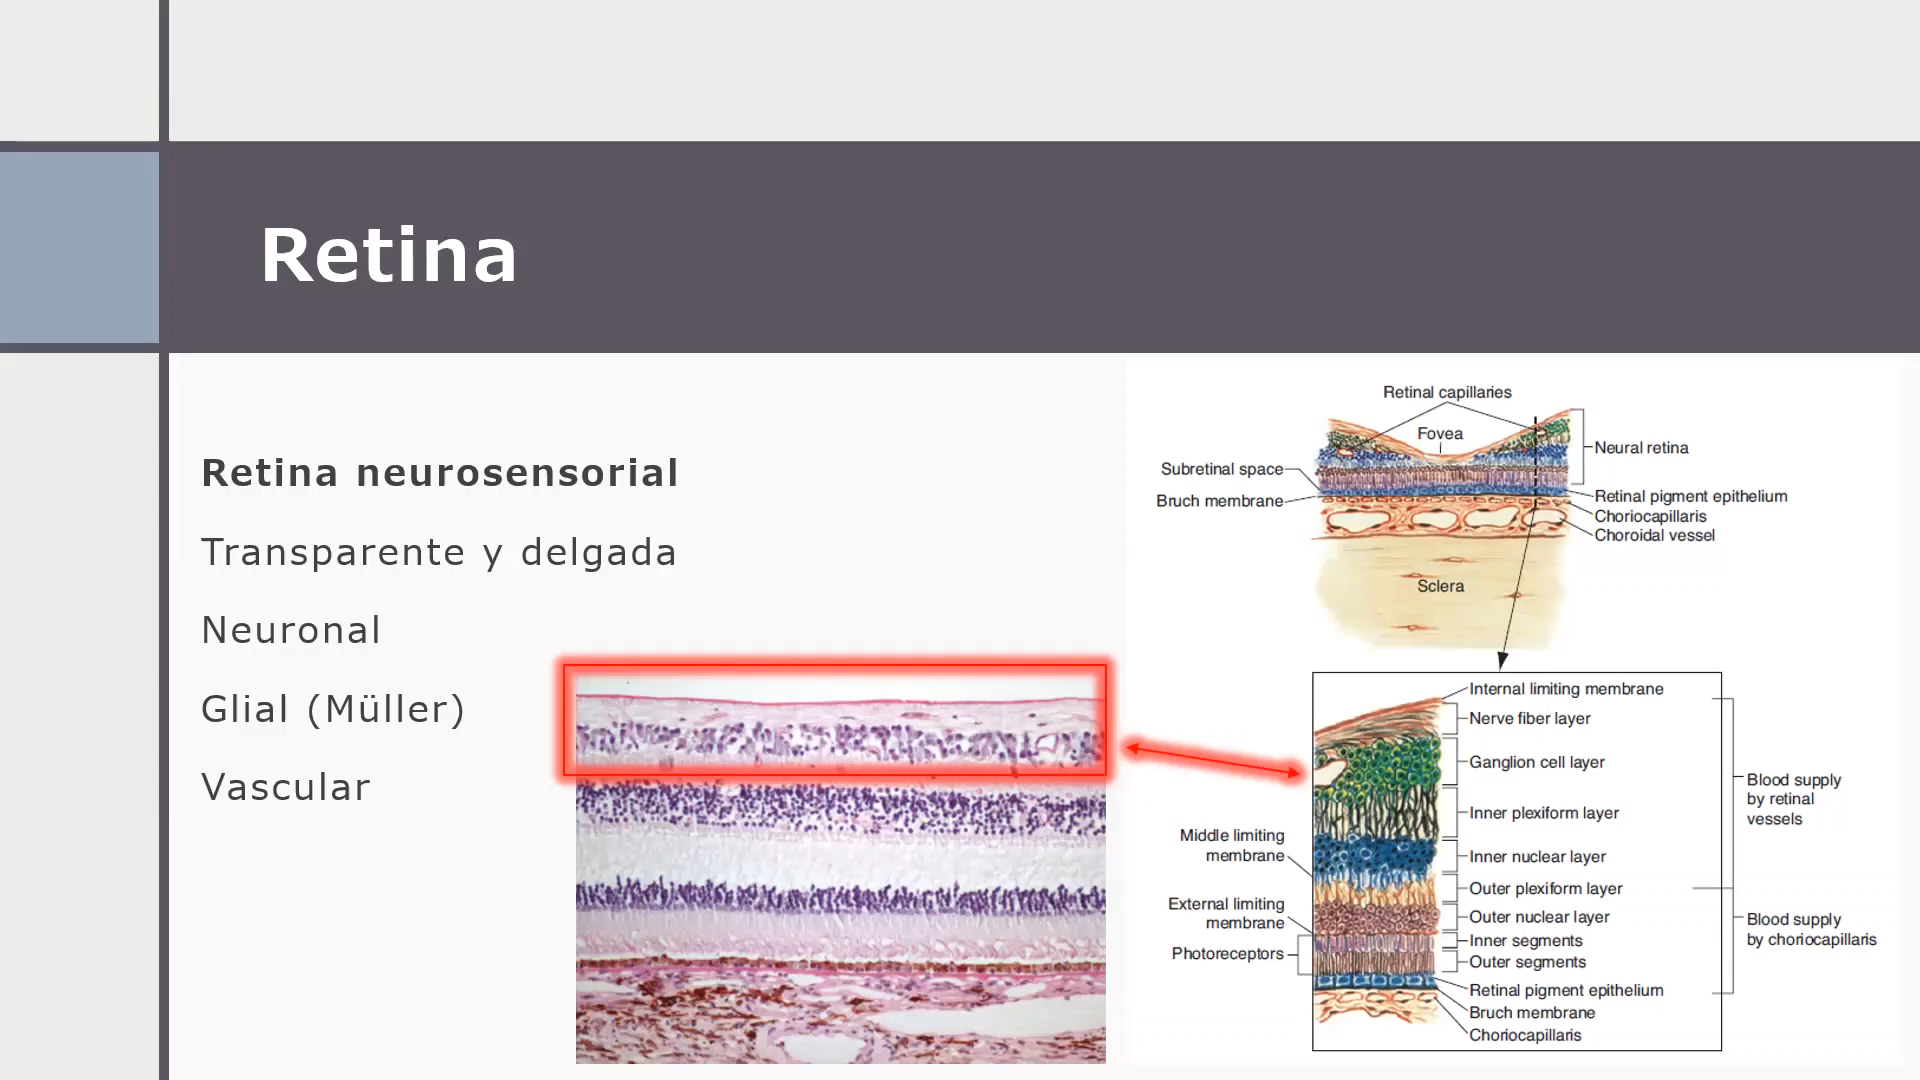 Retina
Retina neurosensorial
Transparente y delgada
Neuronal
Glial (Müller)
Vascular
Retinal capillaries
Fovea
Neural retina
Subretinal space
Bruch membrane
Retinal pigment epithelium
Choriocapillaris
Choroidal vessel
Sclera
Internal limiting membrane
Nerve fiber layer
Ganglion cell layer
Inner plexiform layer
Inner nuclear layer
Outer plexiform layer
Outer nuclear layer
Inner segments
Outer segments
Retinal pigment epithelium
Bruch membrane
Choriocapillaris
Middle limiting
membrane
External limiting
membrane
Photoreceptors
Blood supply
by retinal
vessels
Blood supply
by choriocapillaris